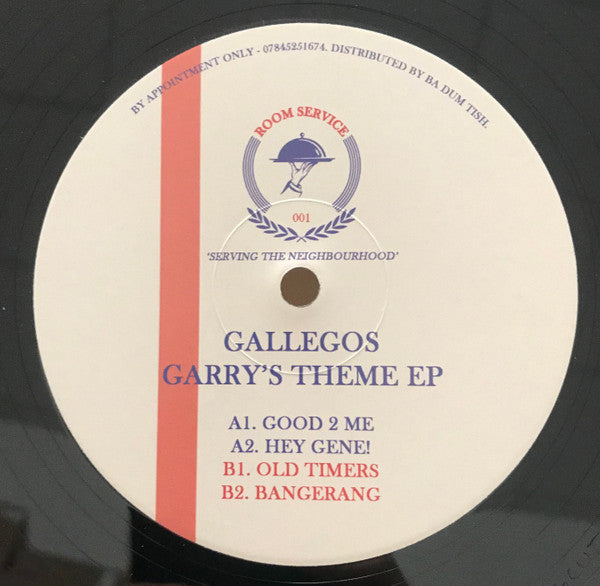 BY APPOINTMENT ONLY - 07845251674. DISTRIBUTED BY BA DUM TISH.
ROOM SERVICE
001
'SERVING THE NEIGHBOURHOOD'
GALLEGOS
GARRY'S THEME EP
A1. GOOD 2 ME
A2. HEY GENE!
B1. OLD TIMERS
B2. BANGERANG